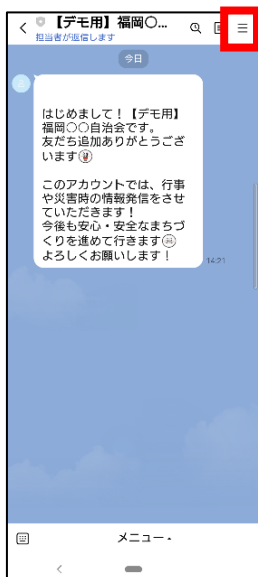 【デモ用】福岡〇...
担当者が返信します
今日
はじめまして！【デモ用】
福岡〇〇自治会です。
友だち追加ありがとうござ
います
このアカウントでは、行事
や災害時の情報発信をさせ
ていただきます！
今後も安心・安全なまちづ
くりを進めて行きます
よろしくお願いします！
14:21
メニュー